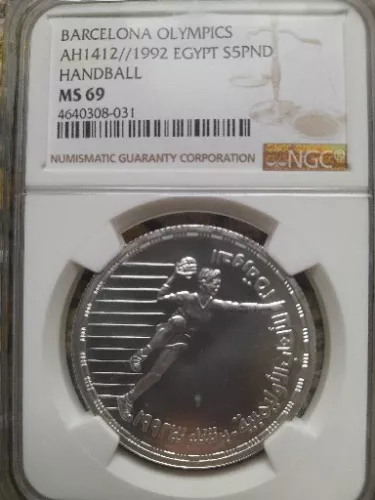 BARCELONA OLYMPICS
AH1412//1992 EGYPT S5PND
HANDBALL
MS 69
4640308-031
NUMISMATIC GUARANTY CORPORATION
NGC